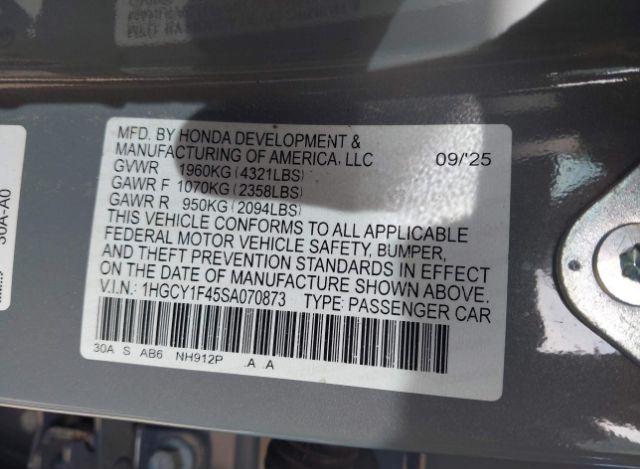 MFD. BY HONDA DEVELOPMENT &
MANUFACTURING OF AMERICA, LLC 09/'25
GVWR 1960KG (4321LBS)
GAWR F 1070KG (2358LBS)
GAWR R 950KG (2094LBS)
THIS VEHICLE CONFORMS TO ALL APPLICABLE
FEDERAL MOTOR VEHICLE SAFETY, BUMPER,
AND THEFT PREVENTION STANDARDS IN EFFECT
ON THE DATE OF MANUFACTURE SHOWN ABOVE.
V.I.N.: 1HGCY1F45SA070873 TYPE: PASSENGER CAR
30A S AB6 NH912P A A
30A-A0